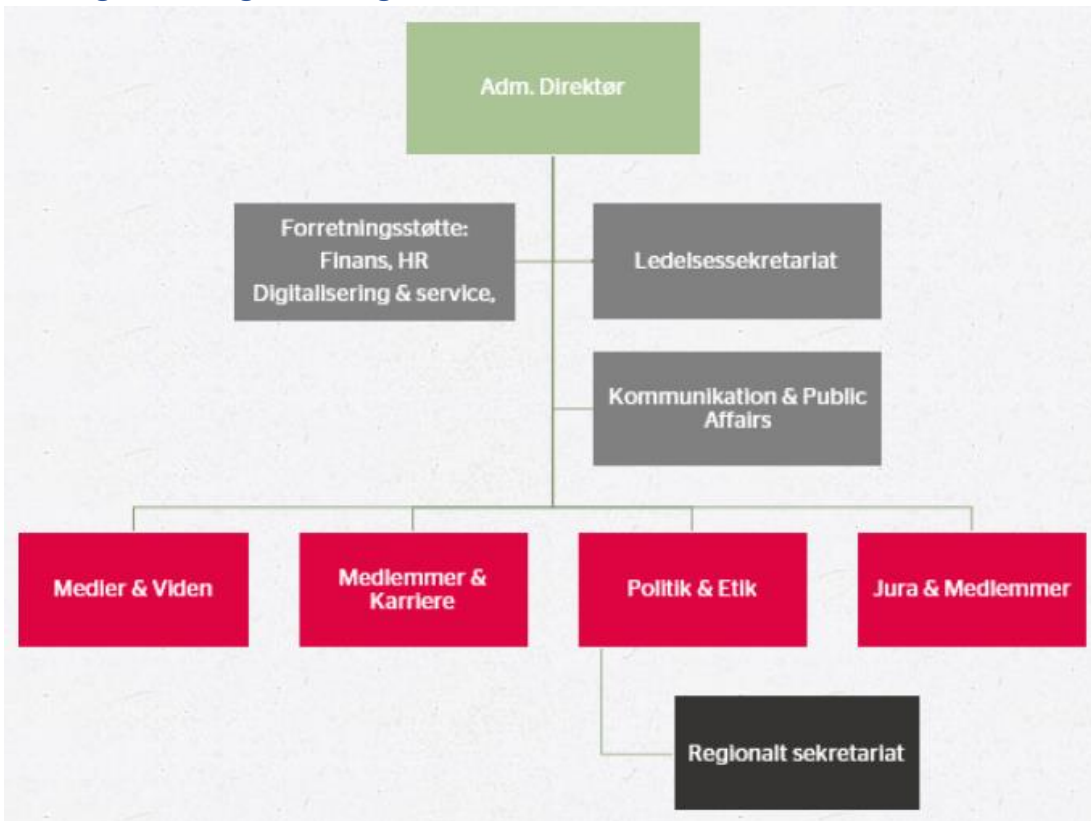 Adm. Direktør
Forretningsstøtte:
Finans, HR
Digitalisering & service,
Ledelsessekretariat
Kommunikation & Public
Affairs
Medier & Viden
Medlemmer &
Karriere
Politik & Etik
Jura & Medlemmer
Regionalt sekretariat